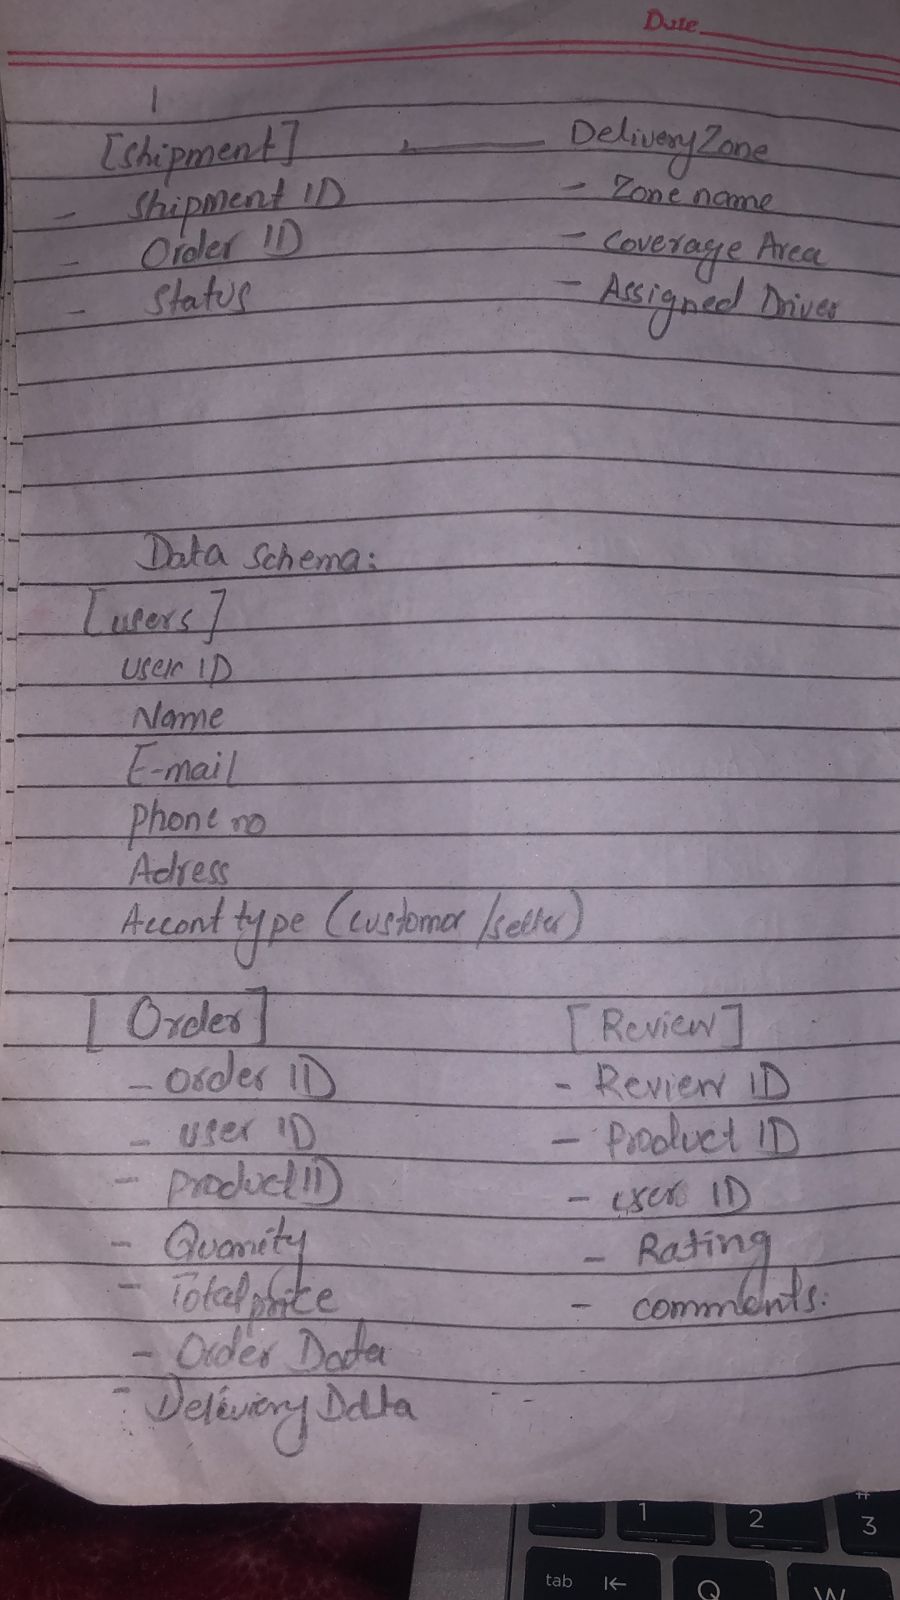 Date
[Shipment] DeliveryZone
- Shipment ID - Zone name
- Order ID - Coverage Area
- Status - Assigned Driver
Data Schema:
[users]
user ID
Name
E-mail
phone no
Adress
Accont type (customor /seller)
[Order] [Review]
- Order ID - Review ID
- user ID - Product ID
- product ID - user ID
- Quanity - Rating
- Total price - comments.
- Order Data
- Delivery Data
1 2 # 3
tab Q W